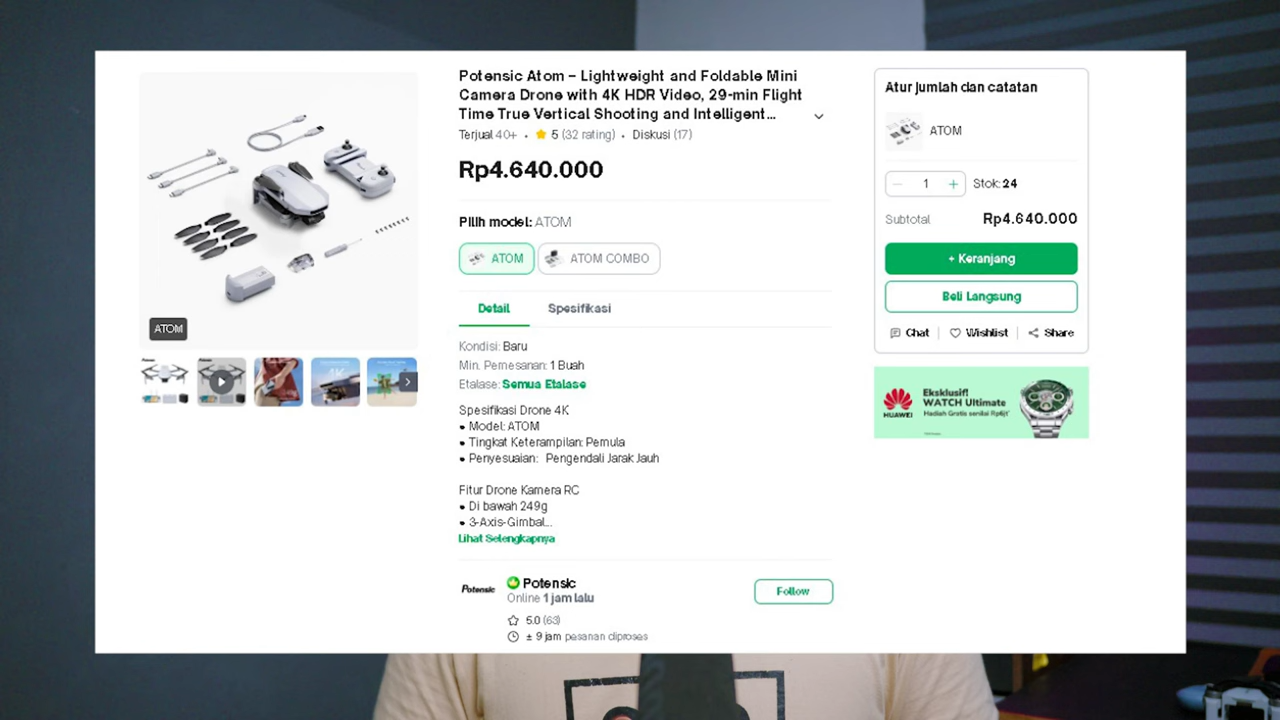 Potensic Atom – Lightweight and Foldable Mini
Camera Drone with 4K HDR Video, 29-min Flight
Time True Vertical Shooting and Intelligent...
Terjual 40+ • 5 (32 rating) • Diskusi (17)
Rp4.640.000
Pilih model: ATOM
ATOM
ATOM COMBO
Detail
Spesifikasi
Kondisi: Baru
Min. Pemesanan: 1 Buah
Etalase: Semua Etalase
Spesifikasi Drone 4K
• Model: ATOM
• Tingkat Keterampilan: Pemula
• Penyesuaian: Pengendali Jarak Jauh
Fitur Drone Kamera RC
• Di bawah 249g
• 3-Axis-Gimbal...
Lihat Selengkapnya
Potensic
Potensic
Online 1 jam lalu
Follow
5.0 (63)
± 9 jam pesanan diproses
ATOM
Atur jumlah dan catatan
ATOM
1
Stok: 24
Subtotal
Rp4.640.000
+ Keranjang
Beli Langsung
Chat
Wishlist
Share
HUAWEI
Eksklusif!
WATCH Ultimate
Hadiah Gratis senilai Rp6jt*